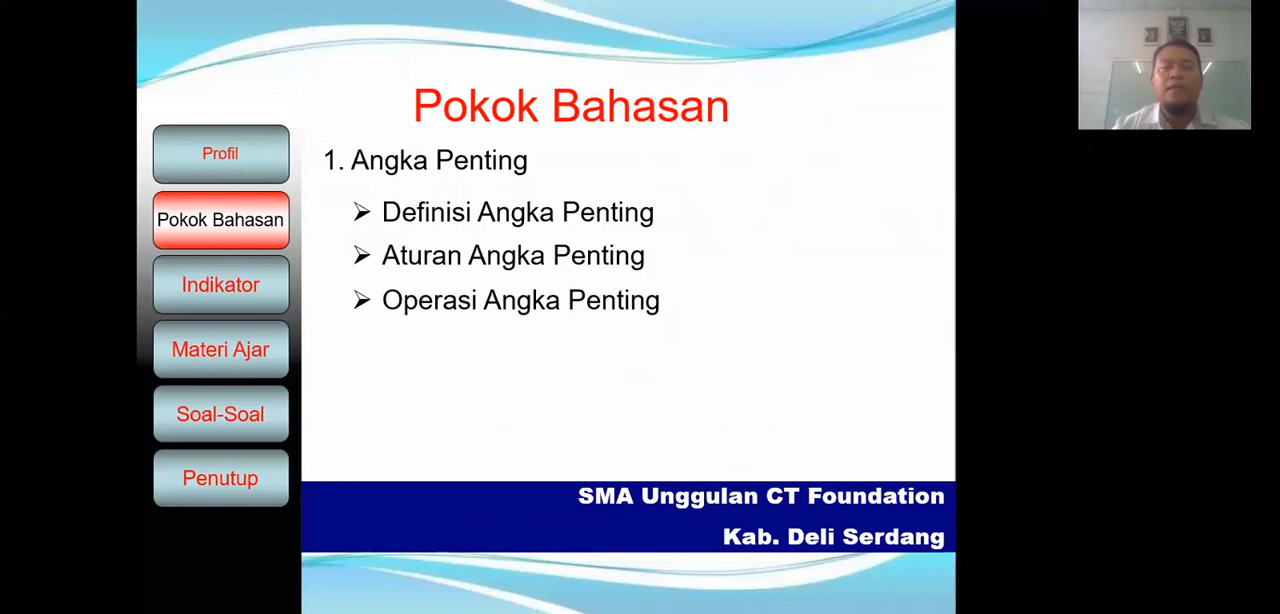 Pokok Bahasan
Profil
Pokok Bahasan
Indikator
Materi Ajar
Soal-Soal
Penutup
1. Angka Penting
➢ Definisi Angka Penting
➢ Aturan Angka Penting
➢ Operasi Angka Penting
SMA Unggulan CT Foundation
Kab. Deli Serdang